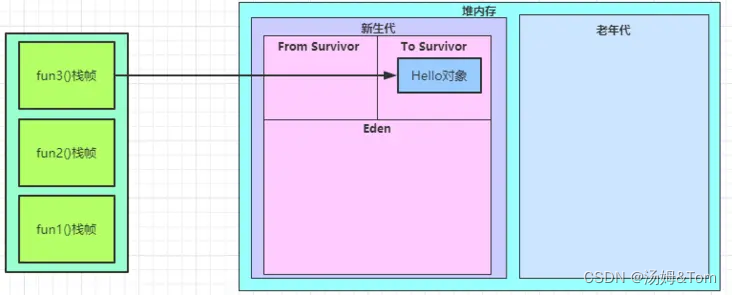 堆内存
新生代
老年代
From Survivor
To Survivor
fun3()栈帧
Hello对象
Eden
fun2()栈帧
fun1()栈帧
CSDN @汤姆&Tom